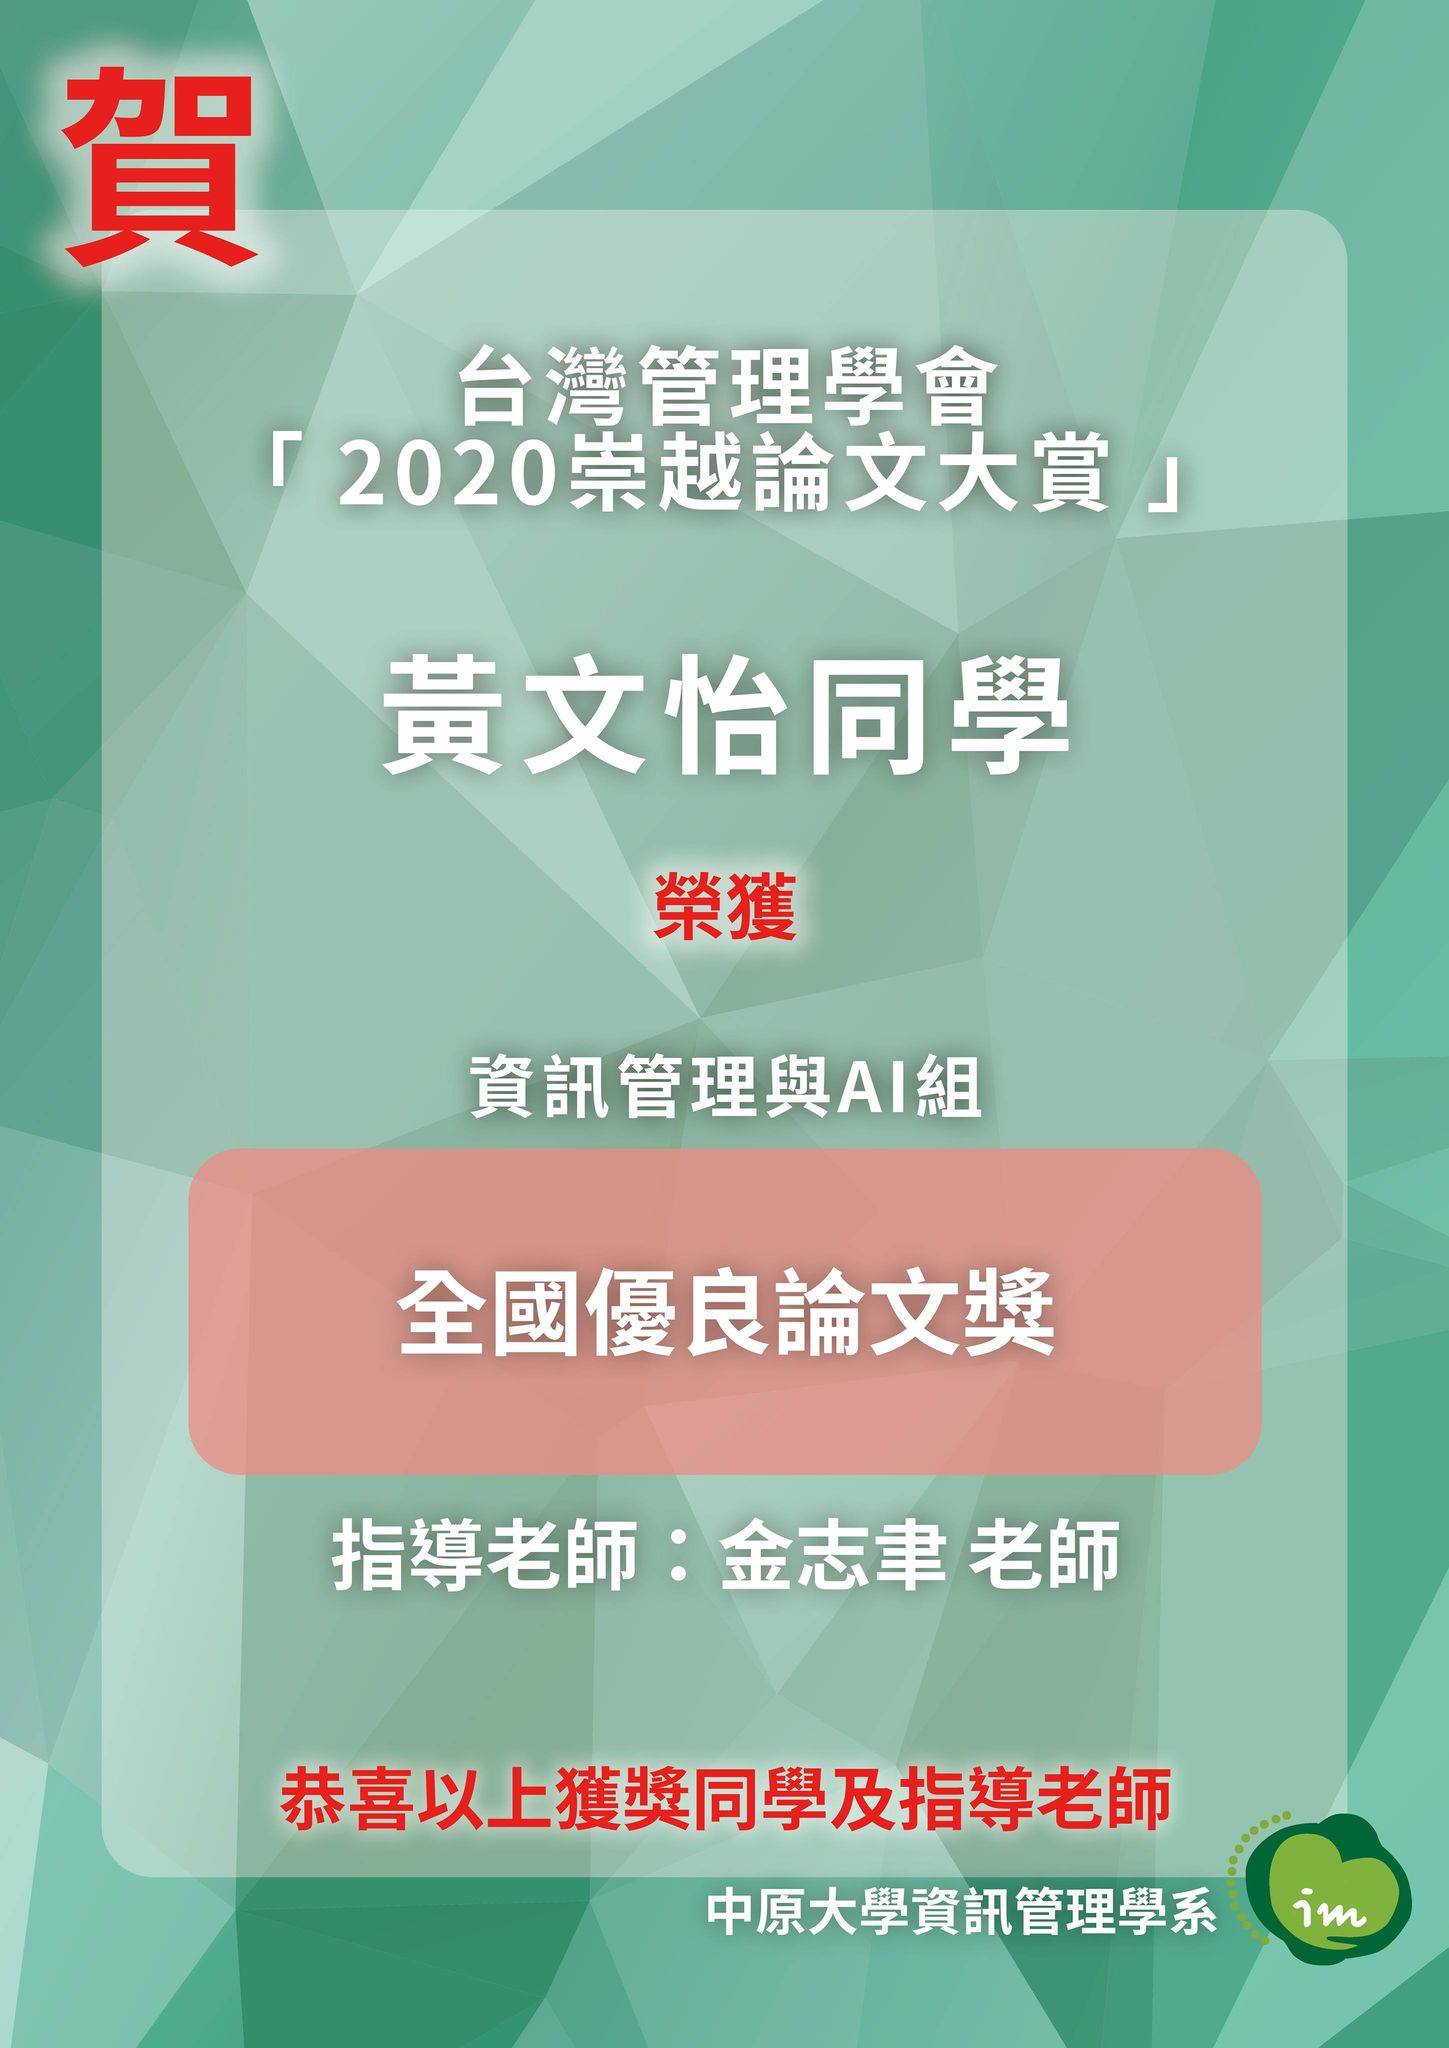 賀
台灣管理學會
「 2020崇越論文大賞 」
黃文怡同學
榮獲
資訊管理與AI組
全國優良論文獎
指導老師：金志聿 老師
恭喜以上獲獎同學及指導老師
中原大學資訊管理學系
im